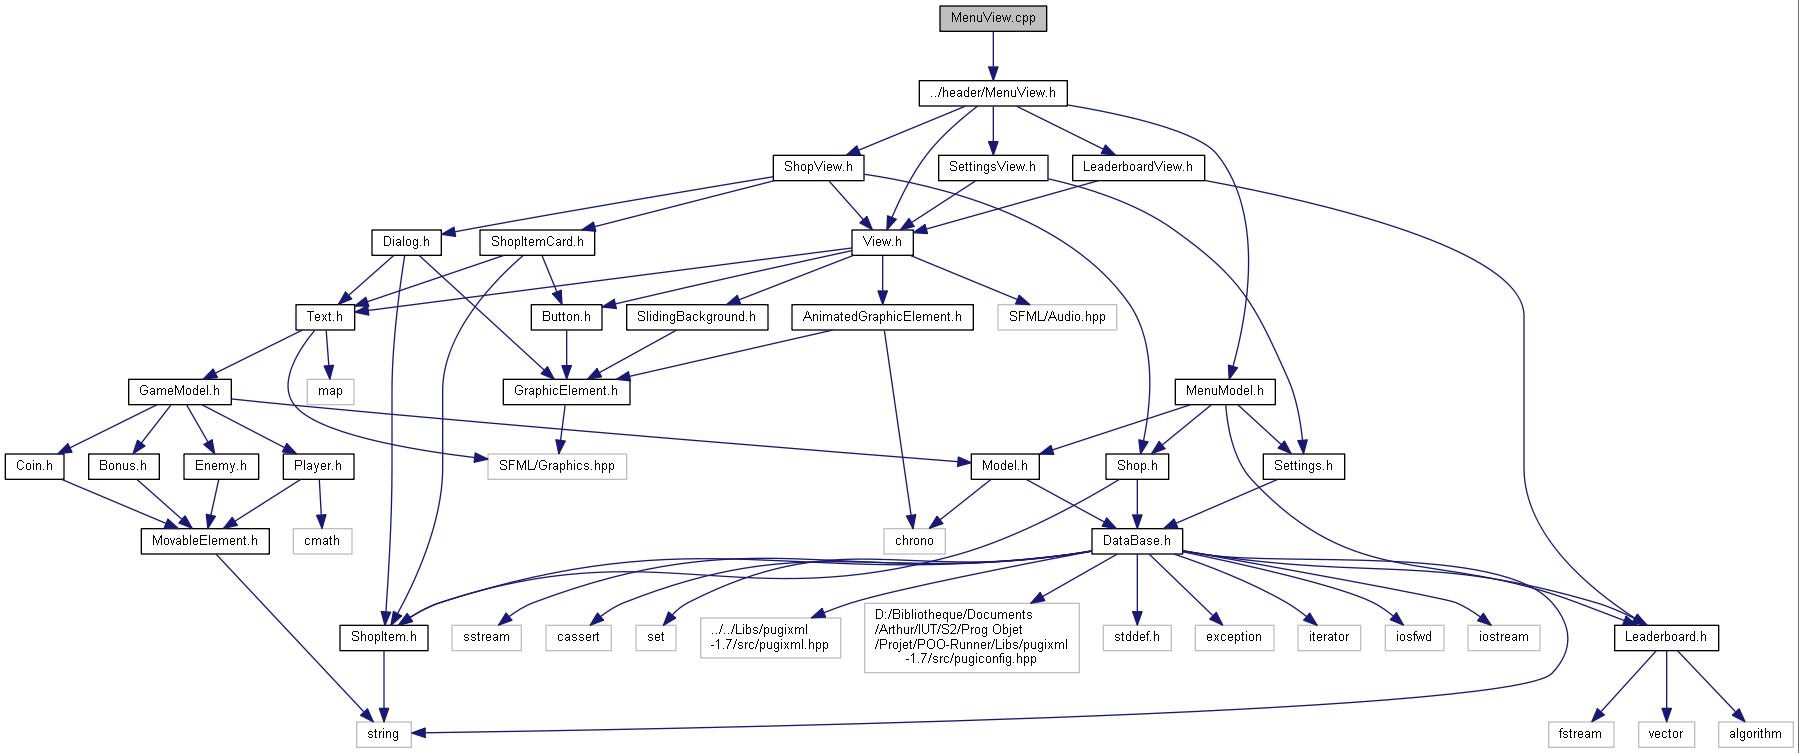 MenuView.cpp
../header/MenuView.h
ShopView.h
SettingsView.h
LeaderboardView.h
Dialog.h
ShopItemCard.h
View.h
Text.h
Button.h
SlidingBackground.h
AnimatedGraphicElement.h
SFML/Audio.hpp
GameModel.h
map
GraphicElement.h
MenuModel.h
Coin.h
Bonus.h
Enemy.h
Player.h
SFML/Graphics.hpp
Model.h
Shop.h
Settings.h
MovableElement.h
cmath
chrono
DataBase.h
ShopItem.h
sstream
cassert
set
../../Libs/pugixml
-1.7/src/pugixml.hpp
D:/Bibliotheque/Documents
/Arthur/IUT/S2/Prog Objet
/Projet/POO-Runner/Libs/pugixml
-1.7/src/pugiconfig.hpp
stddef.h
exception
iterator
iosfwd
iostream
Leaderboard.h
string
fstream
vector
algorithm